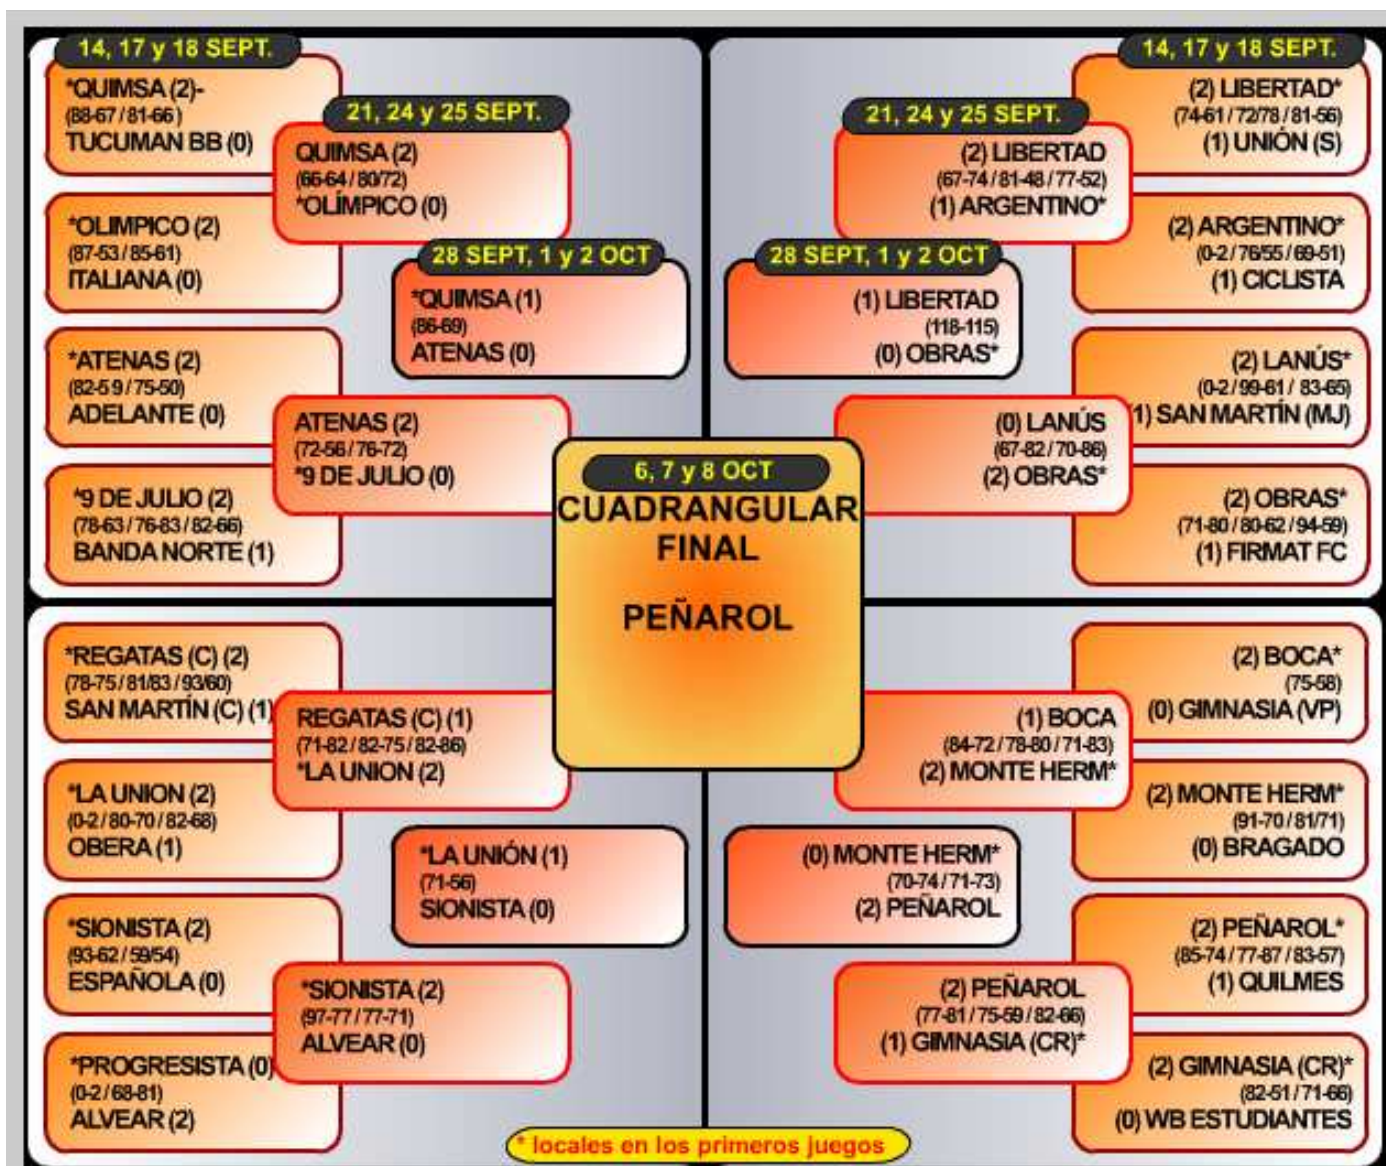 14, 17 y 18 SEPT.
*QUIMSA (2)-
(88-67 / 81-66 )
TUCUMAN BB (0)
*OLIMPICO (2)
(87-53 / 85-61)
ITALIANA (0)
*ATENAS (2)
(82-5 9 / 75-50)
ADELANTE (0)
*9 DE JULIO (2)
(78-63 / 76-83 / 82-66)
BANDA NORTE (1)
21, 24 y 25 SEPT.
QUIMSA (2)
(66-64 / 80/72)
*OLÍMPICO (0)
ATENAS (2)
(72-56 / 76-72)
*9 DE JULIO (0)
28 SEPT, 1 y 2 OCT
*QUIMSA (1)
(86-69)
ATENAS (0)
14, 17 y 18 SEPT.
(2) LIBERTAD*
(74-61 / 72/78 / 81-56)
(1) UNIÓN (S)
(2) ARGENTINO*
(0-2 / 76/55 / 69-51)
(1) CICLISTA
(2) LANÚS*
(0-2 / 99-61 / 83-65)
(1) SAN MARTÍN (MJ)
(2) OBRAS*
(71-80 / 80-62 / 94-59)
(1) FIRMAT FC
21, 24 y 25 SEPT.
(2) LIBERTAD
(67-74 / 81-48 / 77-52)
(1) ARGENTINO*
(0) LANÚS
(67-82 / 70-86)
(2) OBRAS*
28 SEPT, 1 y 2 OCT
(1) LIBERTAD
(118-115)
(0) OBRAS*
6, 7 y 8 OCT
CUADRANGULAR
FINAL
PEÑAROL
*REGATAS (C) (2)
(78-75 / 81/83 / 93/60)
SAN MARTÍN (C) (1)
*LA UNION (2)
(0-2 / 80-70 / 82-68)
OBERA (1)
*SIONISTA (2)
(93-62 / 59/54)
ESPAÑOLA (0)
*PROGRESISTA (0)
(0-2 / 68-81)
ALVEAR (2)
REGATAS (C) (1)
(71-82 / 82-75 / 82-86)
*LA UNION (2)
*SIONISTA (2)
(97-77 / 77-71)
ALVEAR (0)
*LA UNIÓN (1)
(71-56)
SIONISTA (0)
(2) BOCA*
(75-58)
(0) GIMNASIA (VP)
(2) MONTE HERM*
(91-70 / 81/71)
(0) BRAGADO
(2) PEÑAROL*
(85-74 / 77-87 / 83-57)
(1) QUILMES
(2) GIMNASIA (CR)*
(82-51 / 71-66)
(0) WB ESTUDIANTES
(1) BOCA
(84-72 / 78-80 / 71-83)
(2) MONTE HERM*
(2) PEÑAROL
(77-81 / 75-59 / 82-66)
(1) GIMNASIA (CR)*
(0) MONTE HERM*
(70-74 / 71-73)
(2) PEÑAROL
* locales en los primeros juegos